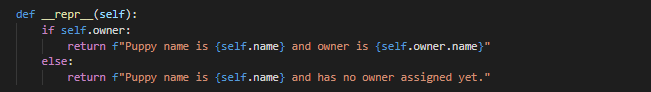 def __repr__(self):
    if self.owner:
        return f"Puppy name is {self.name} and owner is {self.owner.name}"
    else:
        return f"Puppy name is {self.name} and has no owner assigned yet."